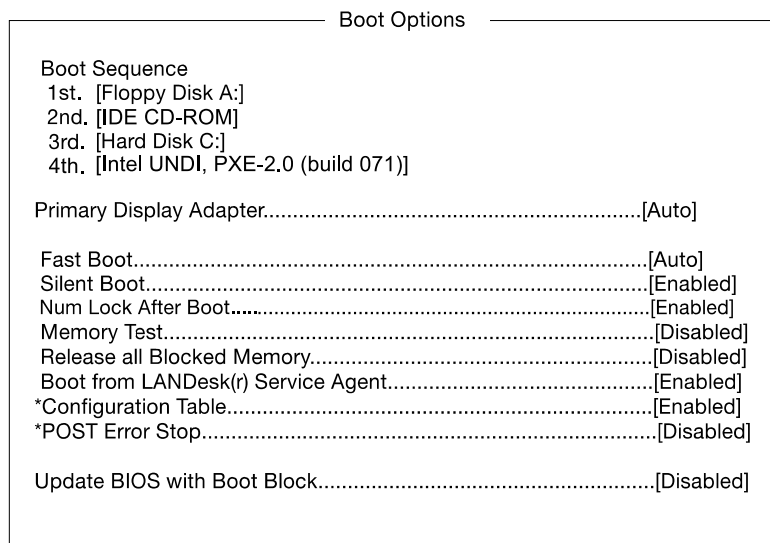 Boot Options
Boot Sequence
1st. [Floppy Disk A:]
2nd. [IDE CD-ROM]
3rd. [Hard Disk C:]
4th. [Intel UNDI, PXE-2.0 (build 071)]
Primary Display Adapter..........................................................[Auto]
Fast Boot................................................................................[Auto]
Silent Boot..............................................................................[Enabled]
Num Lock After Boot..............................................................[Enabled]
Memory Test...........................................................................[Disabled]
Release all Blocked Memory....................................................[Disabled]
Boot from LANDesk(r) Service Agent.........................................[Enabled]
*Configuration Table..................................................................[Enabled]
*POST Error Stop.......................................................................[Disabled]
Update BIOS with Boot Block....................................................[Disabled]